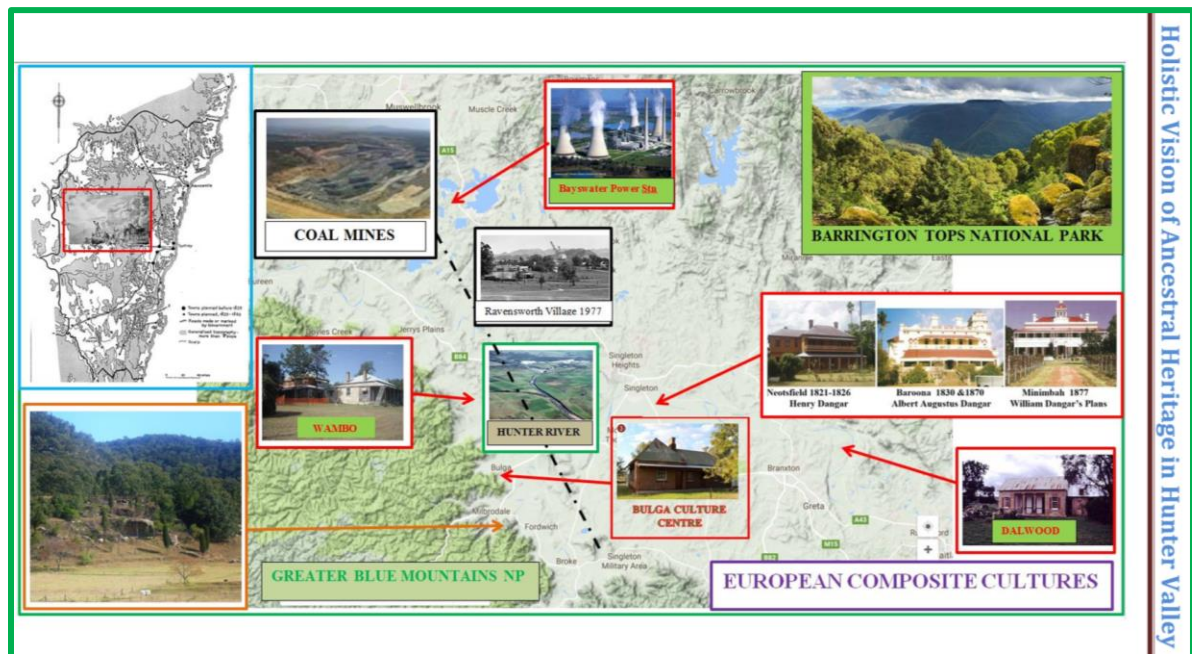 Holistic Vision of Ancestral Heritage in Hunter Valley
Muswellbrook
Muscle Creek
Carrowbrook
A15
COAL MINES
Bayswater Power Stn
BARRINGTON TOPS NATIONAL PARK
Ravensworth Village 1977
Jerrys Plains
B84
Singleton
Heights
Singleton
WAMBO
HUNTER RIVER
Neotsfield 1821-1826
Henry Dangar
Baroona 1830 &1870
Albert Augustus Dangar
Minimbah 1877
William Dangar's Plans
Bulga
BULGA CULTURE
CENTRE
Branxton
Greta
DALWOOD
Milbrodale
Fordwich
Broke
Singleton
Military Area
A43
M15
B82
GREATER BLUE MOUNTAINS NP
EUROPEAN COMPOSITE CULTURES